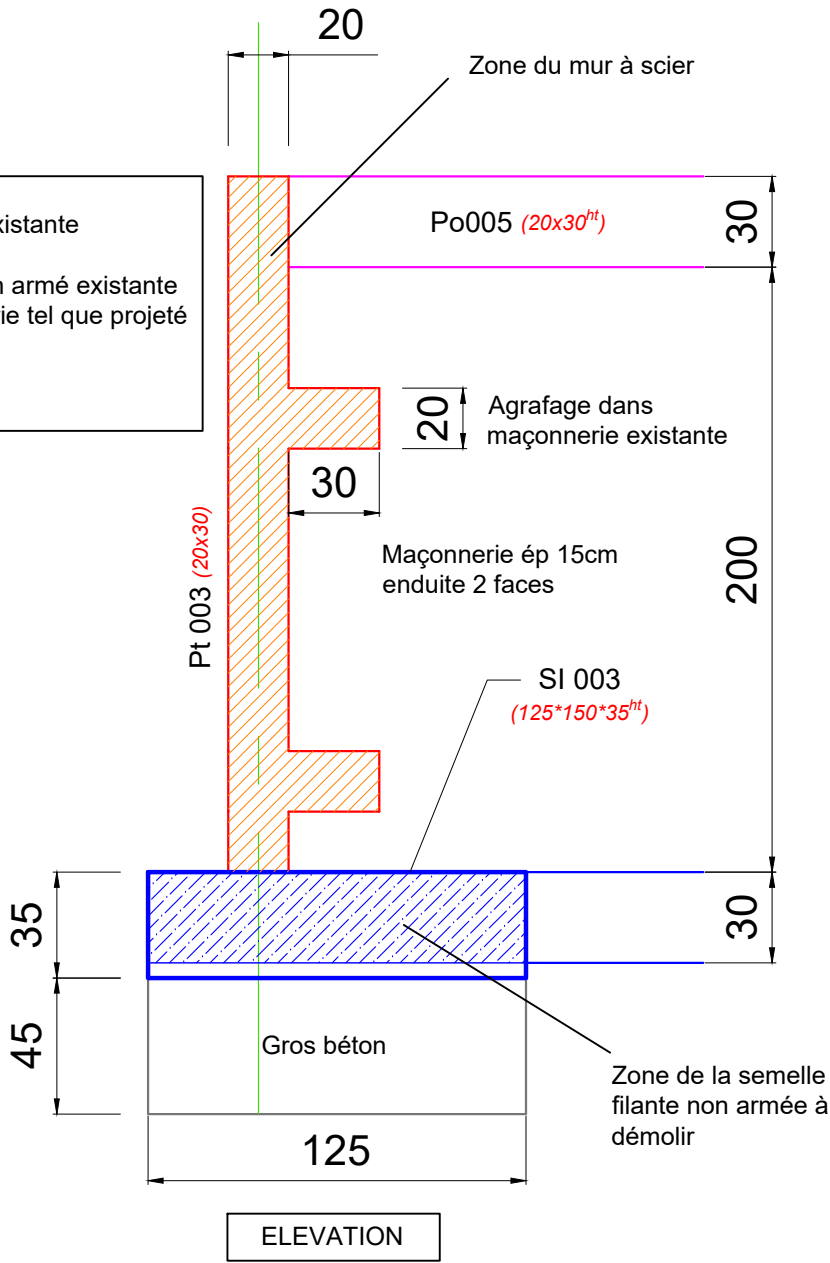 20
Zone du mur à scier
xistante
n armé existante
rie tel que projeté
Po005 (20x30ht)
30
20
Agrafage dans
maçonnerie existante
30
Pt 003 (20x30)
Maçonnerie ép 15cm
enduite 2 faces
200
SI 003
(125*150*35ht)
35
30
45
Gros béton
Zone de la semelle
filante non armée à
démolir
125
ELEVATION